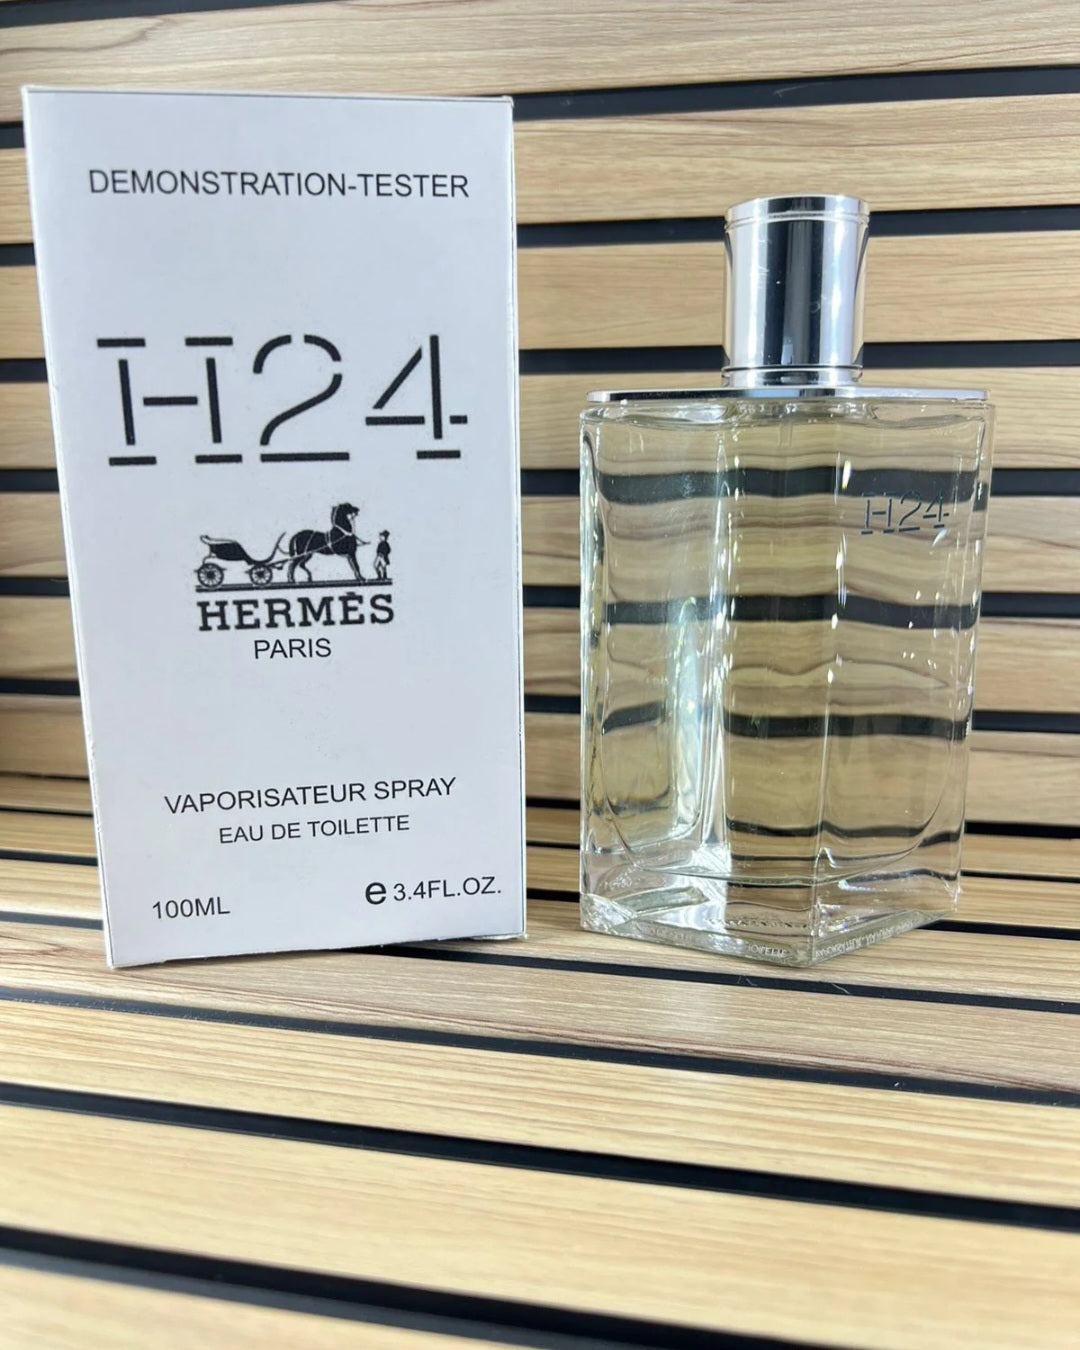 DEMONSTRATION-TESTER
H24
HERMÈS
PARIS
VAPORISATEUR SPRAY
EAU DE TOILETTE
100ML
e 3.4FL.OZ.
H24